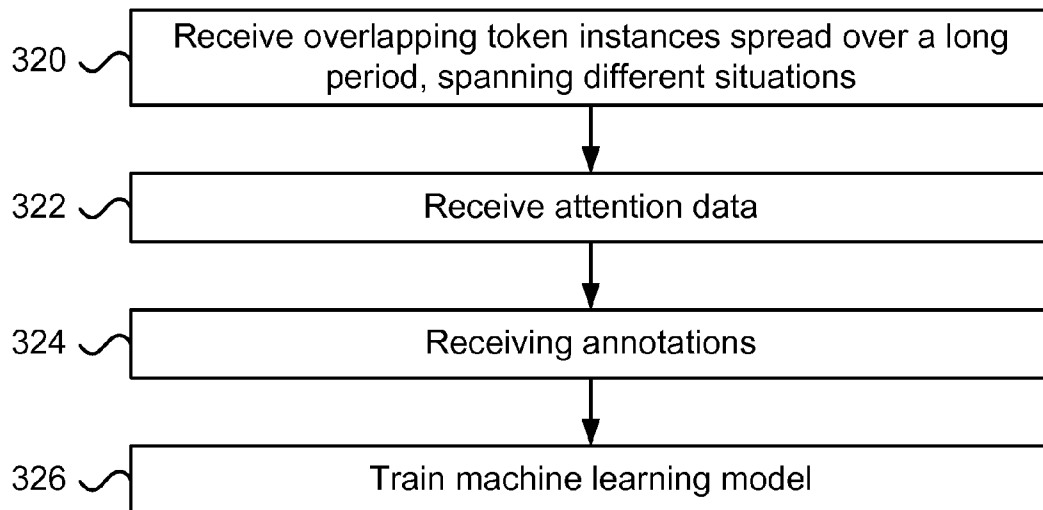 320
Receive overlapping token instances spread over a long
period, spanning different situations
322
Receive attention data
324
Receiving annotations
326
Train machine learning model